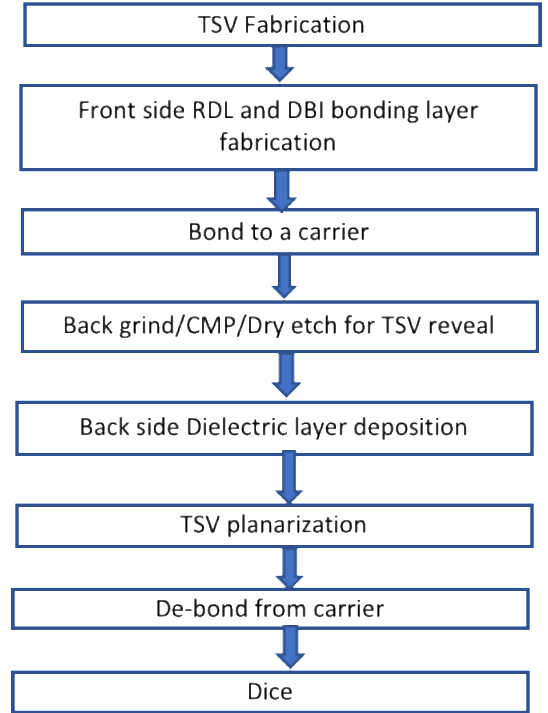 TSV Fabrication
Front side RDL and DBI bonding layer
fabrication
Bond to a carrier
Back grind/CMP/Dry etch for TSV reveal
Back side Dielectric layer deposition
TSV planarization
De-bond from carrier
Dice